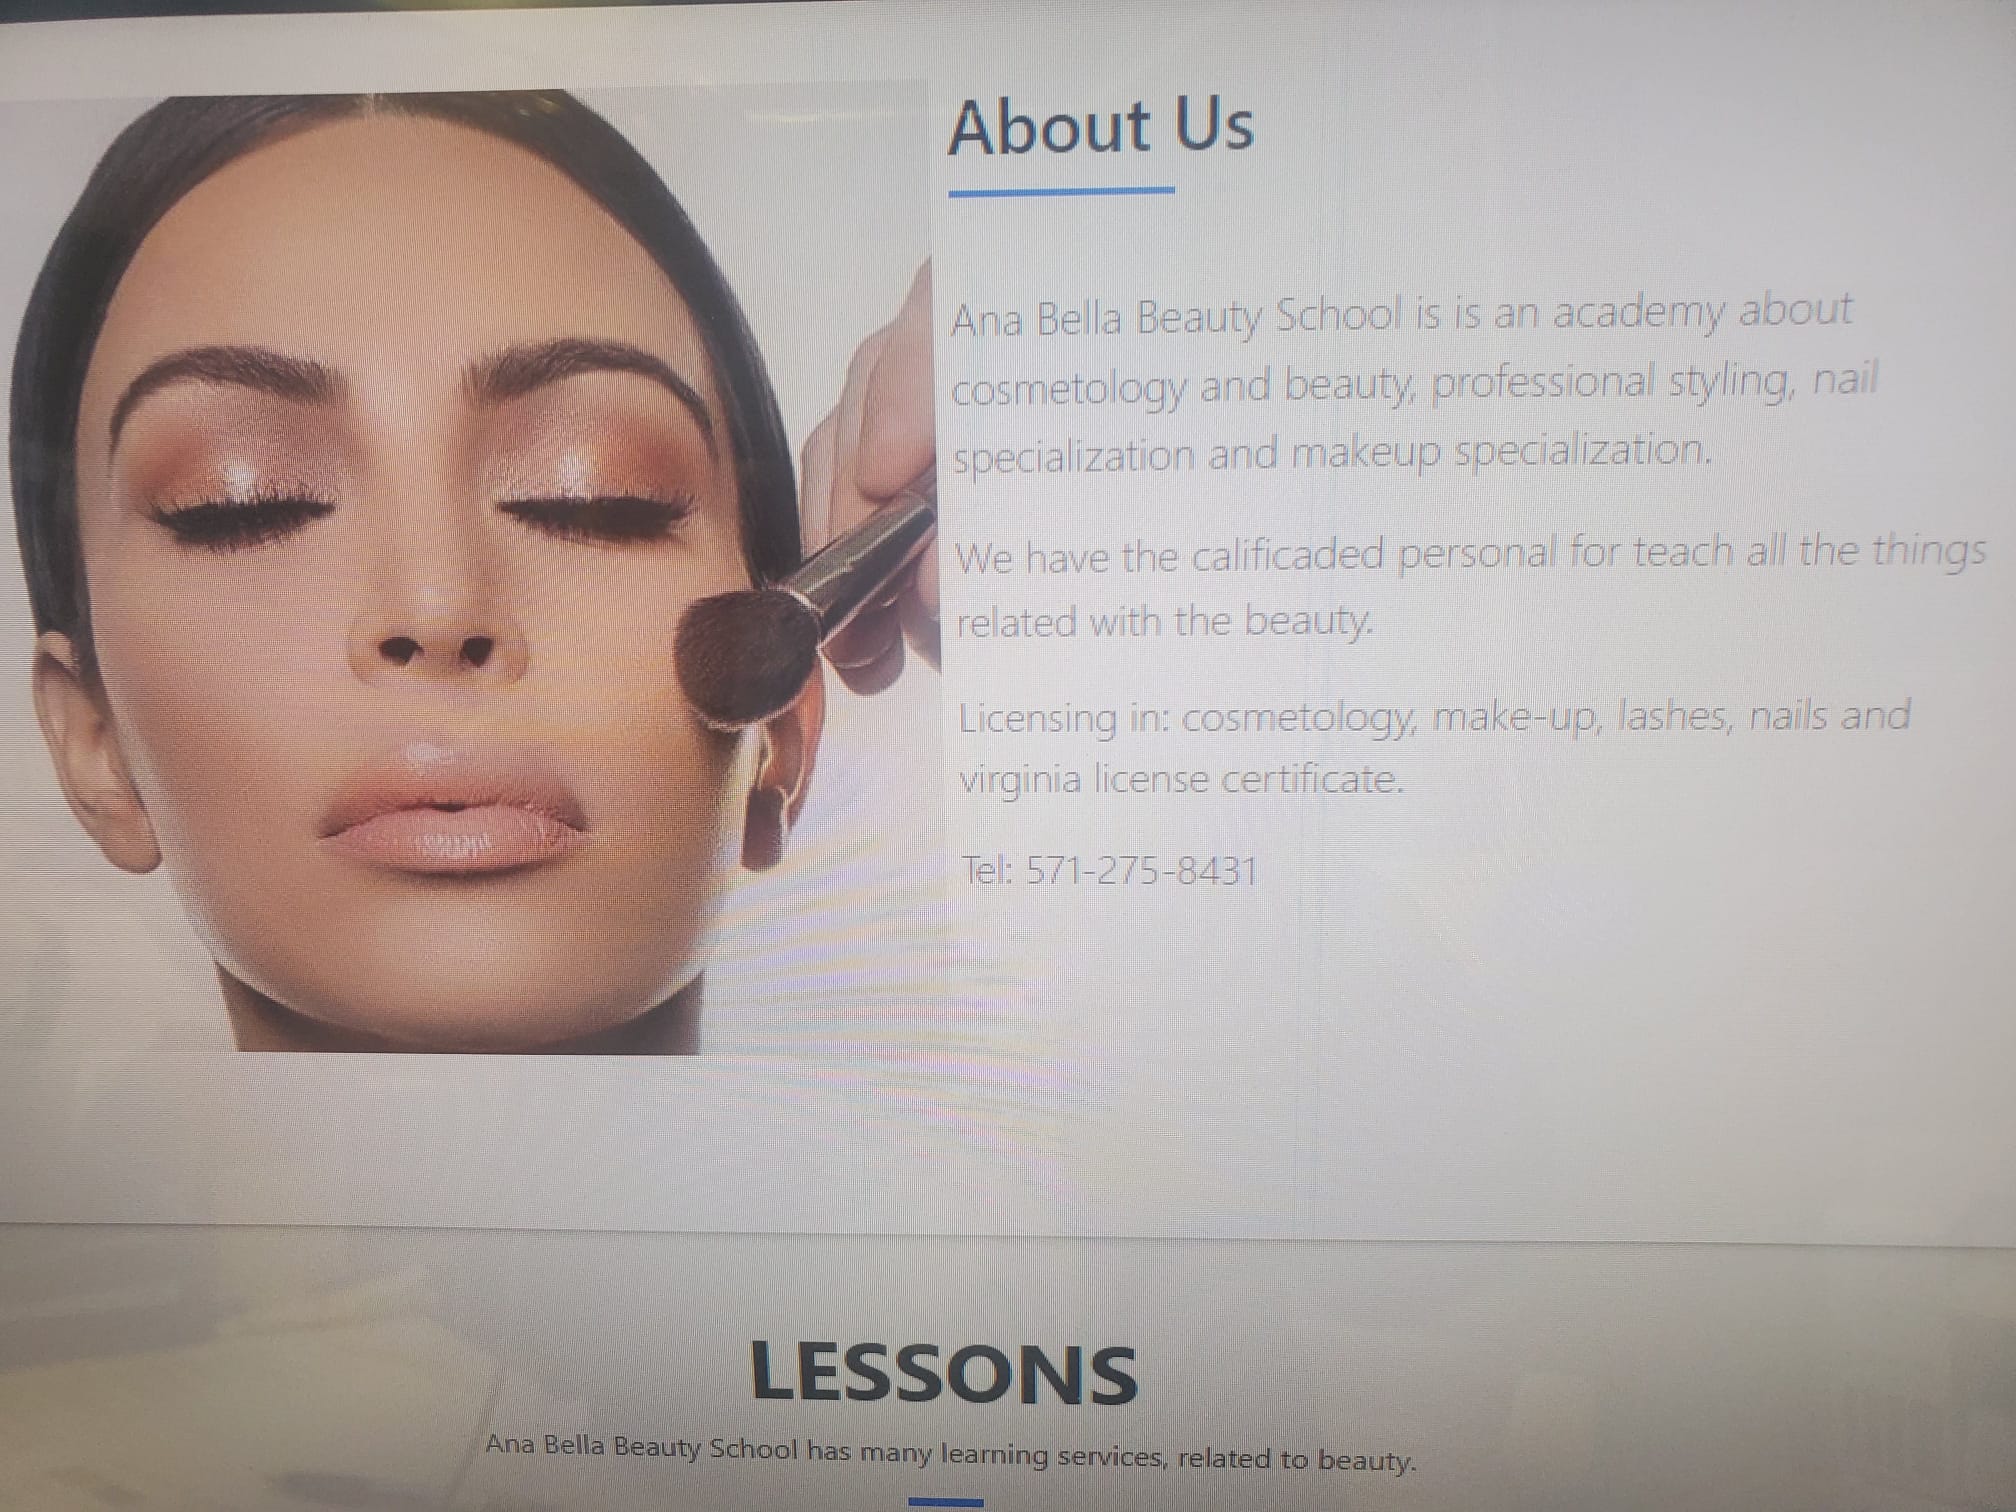 About Us
Ana Bella Beauty School is is an academy about
cosmetology and beauty, professional styling, nail
specialization and makeup specialization.
We have the calificaded personal for teach all the things
related with the beauty.
Licensing in: cosmetology, make-up, lashes, nails and
virginia license certificate.
Tel: 571-275-8431
LESSONS
Ana Bella Beauty School has many learning services, related to beauty.